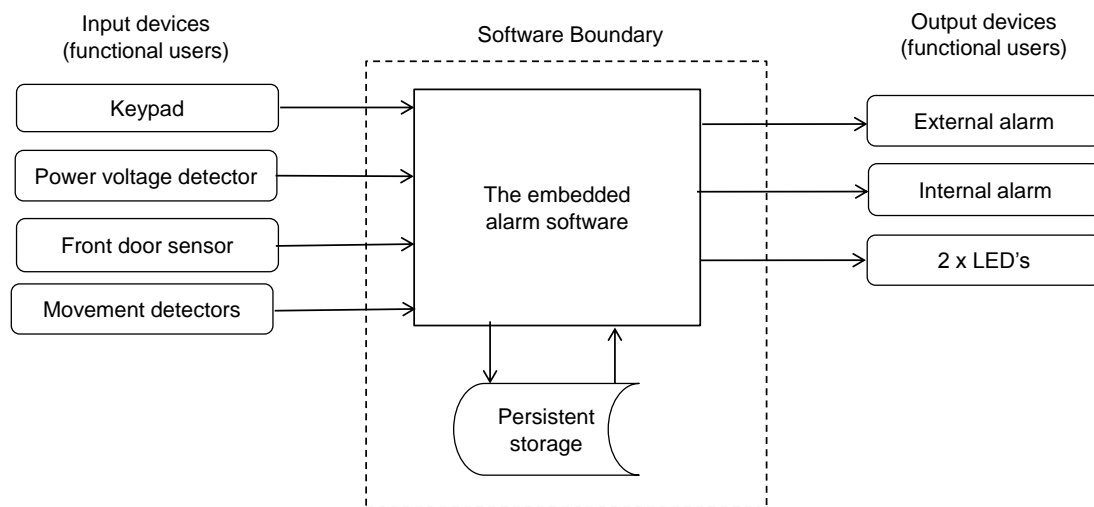 Input devices
(functional users)
Software Boundary
Output devices
(functional users)
Keypad
Power voltage detector
Front door sensor
Movement detectors
The embedded
alarm software
External alarm
Internal alarm
2 x LED’s
Persistent
storage